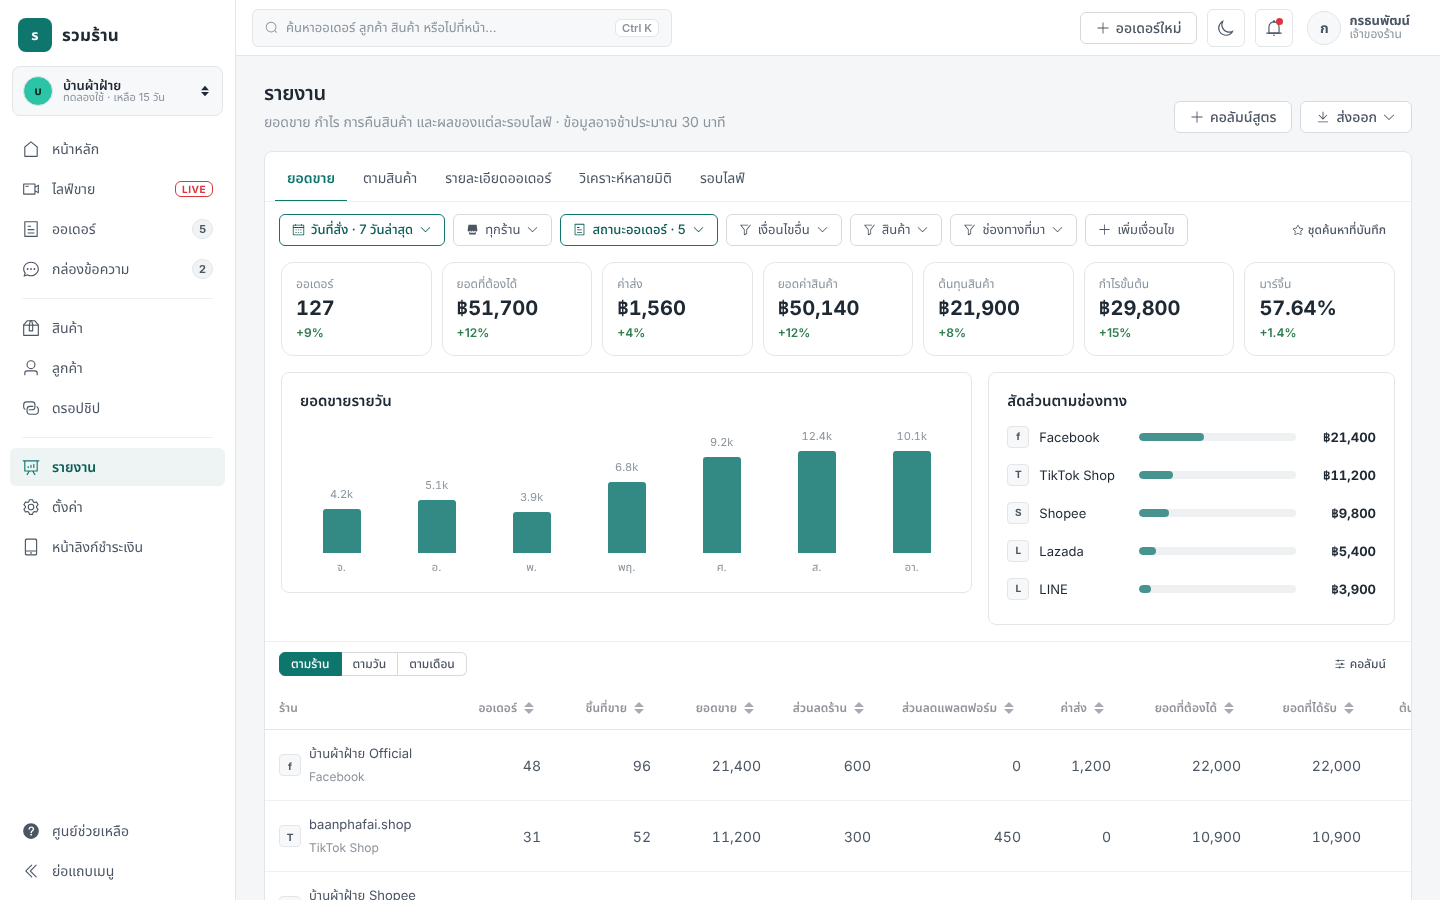 s รวมร้าน
บ บ้านผ้าฝ้าย
ทดลองใช้ · เหลือ 15 วัน
หน้าหลัก
ไลฟ์ขาย LIVE
ออเดอร์ 5
กล่องข้อความ 2
สินค้า
ลูกค้า
ดรอปชิป
รายงาน
ตั้งค่า
หน้าลิงก์ชำระเงิน
ศูนย์ช่วยเหลือ
ย่อแถบเมนู
ค้นหาออเดอร์ ลูกค้า สินค้า หรือไปที่หน้า... Ctrl K
ออเดอร์ใหม่
ก กรธนพัฒน์
เจ้าของร้าน
รายงาน
ยอดขาย กำไร การคืนสินค้า และผลของแต่ละรอบไลฟ์ · ข้อมูลอาจช้าประมาณ 30 นาที
คอลัมน์สูตร ส่งออก
ยอดขาย ตามสินค้า รายละเอียดออเดอร์ วิเคราะห์หลายมิติ รอบไลฟ์
วันที่สั่ง · 7 วันล่าสุด ทุกร้าน สถานะออเดอร์ · 5 เงื่อนไขอื่น สินค้า ช่องทางที่มา เพิ่มเงื่อนไข ชุดค้นหาที่บันทึก
ออเดอร์ ยอดที่ต้องได้ ค่าส่ง ยอดค่าสินค้า ต้นทุนสินค้า กำไรขั้นต้น มาร์จิ้น
127 ฿51,700 ฿1,560 ฿50,140 ฿21,900 ฿29,800 57.64%
+9% +12% +4% +12% +8% +15% +1.4%
ยอดขายรายวัน
4.2k 5.1k 3.9k 6.8k 9.2k 12.4k 10.1k
จ. อ. พ. พฤ. ศ. ส. อา.
สัดส่วนตามช่องทาง
f Facebook ฿21,400
T TikTok Shop ฿11,200
S Shopee ฿9,800
L Lazada ฿5,400
L LINE ฿3,900
ตามร้าน ตามวัน ตามเดือน คอลัมน์
ร้าน ออเดอร์ ชิ้นที่ขาย ยอดขาย ส่วนลดร้าน ส่วนลดแพลตฟอร์ม ค่าส่ง ยอดที่ต้องได้ ยอดที่ได้รับ
f บ้านผ้าฝ้าย Official 48 96 21,400 600 0 1,200 22,000 22,000
Facebook
T baanphafai.shop 31 52 11,200 300 450 0 10,900 10,900
TikTok Shop
บ้านผ้าฝ้าย Shopee